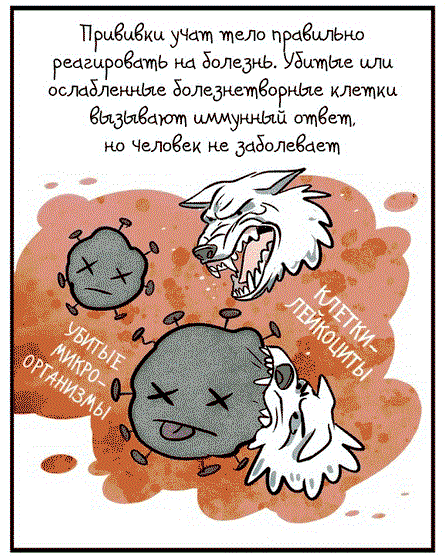 Прививки учат тело правильно
реагировать на болезнь. Убитые или
ослабленные болезнетворные клетки
вызывают иммунный ответ,
но человек не заболевает
КЛЕТКИ-
ЛЕЙКОЦИТЫ
УБИТЫЕ
МИКРО-
ОРГАНИЗМЫ